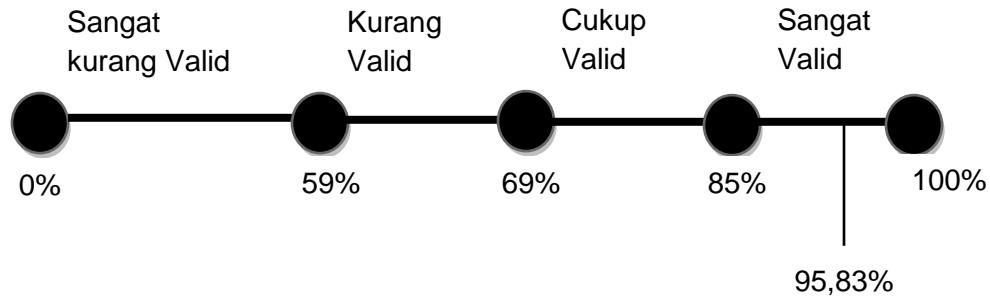 Sangat
kurang Valid
Kurang
Valid
Cukup
Valid
Sangat
Valid
0%
59%
69%
85%
100%
95,83%